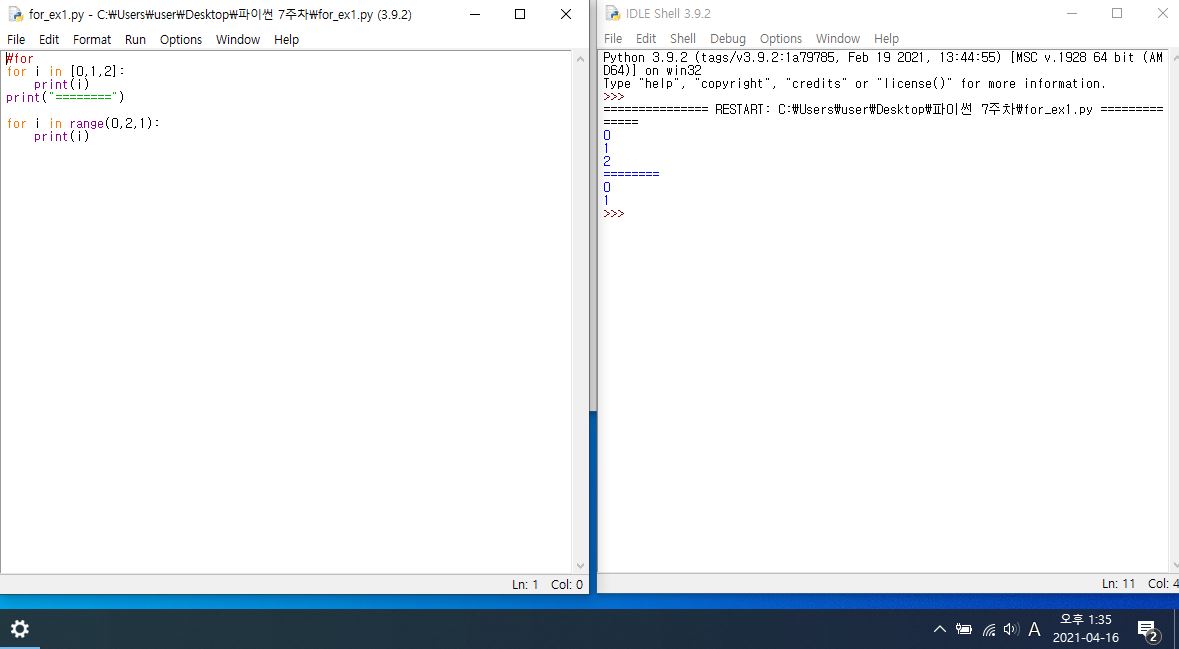 for_ex1.py - C:₩Users₩user₩Desktop₩파이썬 7주차₩for_ex1.py (3.9.2)
File Edit Format Run Options Window Help
#for
for i in [0,1,2]:
    print(i)
print("========")
for i in range(0,2,1):
    print(i)
Ln: 1 Col: 0
IDLE Shell 3.9.2
File Edit Shell Debug Options Window Help
Python 3.9.2 (tags/v3.9.2:1a79785, Feb 19 2021, 13:44:55) [MSC v.1928 64 bit (AM
D64)] on win32
Type "help", "copyright", "credits" or "license()" for more information.
>>>
=============== RESTART: C:₩Users₩user₩Desktop₩파이썬 7주차₩for_ex1.py =========
=====
0
1
2
========
0
1
>>>
Ln: 11 Col: 4
A
오후 1:35
2021-04-16
2